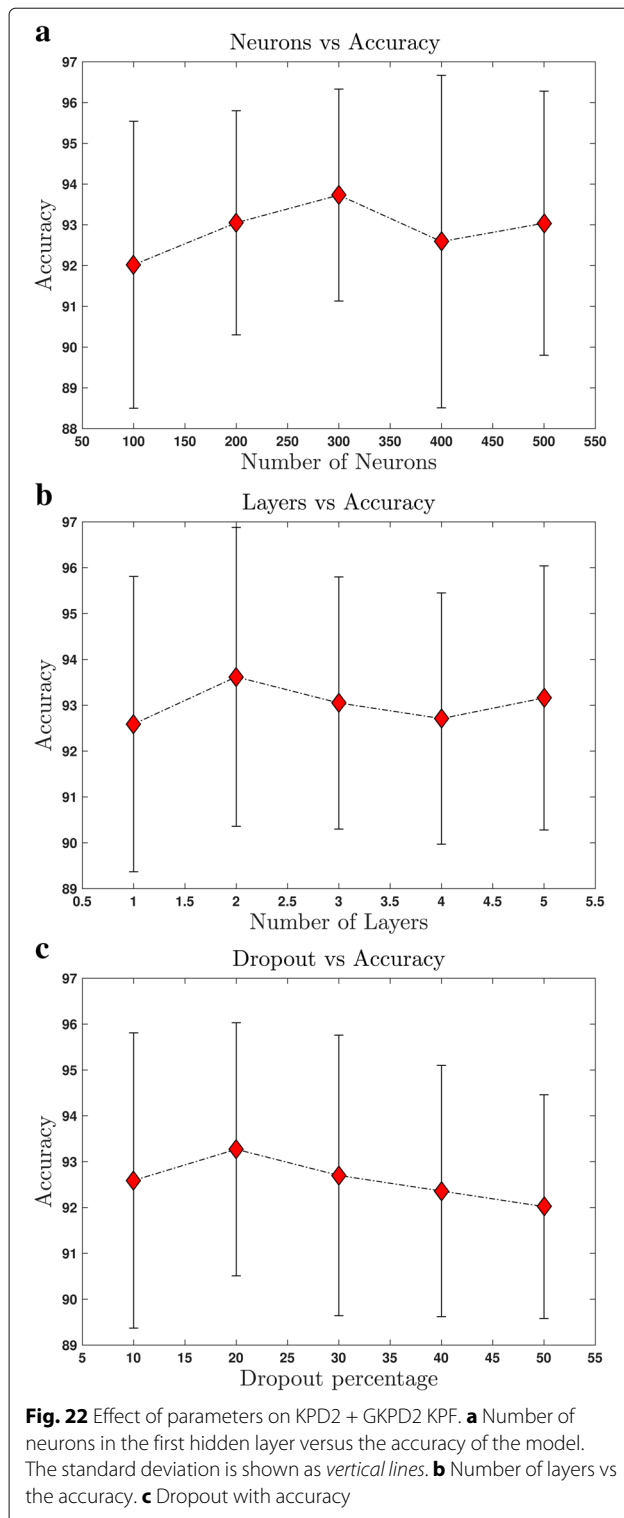 a
Neurons vs Accuracy
97
96
95
94
93
92
91
90
89
88
Accuracy
50 100 150 200 250 300 350 400 450 500 550
Number of Neurons
b
Layers vs Accuracy
97
96
95
94
93
92
91
90
89
Accuracy
0.5 1 1.5 2 2.5 3 3.5 4 4.5 5 5.5
Number of Layers
c
Dropout vs Accuracy
97
96
95
94
93
92
91
90
89
Accuracy
5 10 15 20 25 30 35 40 45 50 55
Dropout percentage
Fig. 22 Effect of parameters on KPD2 + GKPD2 KPF. a Number of
neurons in the first hidden layer versus the accuracy of the model.
The standard deviation is shown as vertical lines. b Number of layers vs
the accuracy. c Dropout with accuracy